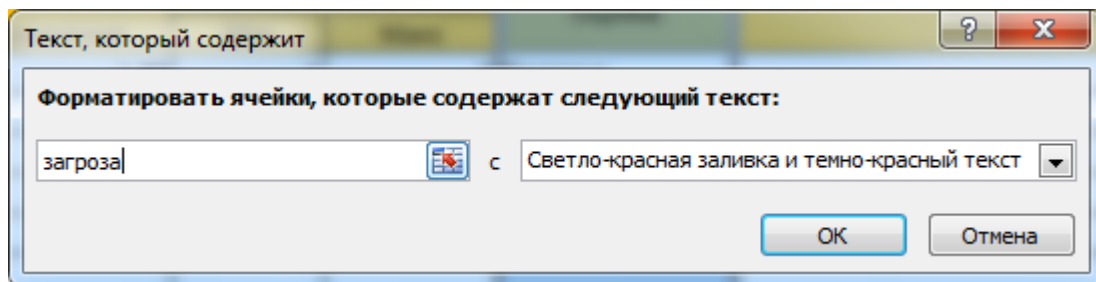 Текст, который содержит
Форматировать ячейки, которые содержат следующий текст:
загроза с Светло-красная заливка и темно-красный текст
ОК Отмена